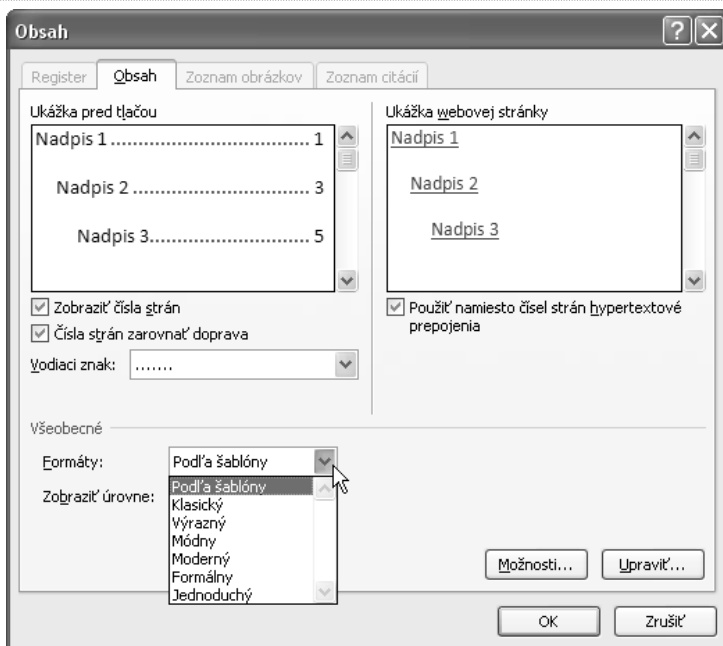 Obsah
Register
Obsah
Zoznam obrázkov
Zoznam citácií
Ukážka pred tlačou
Nadpis 1 ................................. 1
Nadpis 2 ............................. 3
Nadpis 3.......................... 5
Zobraziť čísla strán
Čísla strán zarovnať doprava
Vodiaci znak: .......
Ukážka webovej stránky
Nadpis 1
Nadpis 2
Nadpis 3
Použiť namiesto čísel strán hypertextové
prepojenia
Všeobecné
Formáty: Podľa šablóny
Zobraziť úrovne:
Podľa šablóny
Klasický
Výrazný
Módny
Moderný
Formálny
Jednoduchý
Možnosti...
Upraviť...
OK
Zrušiť